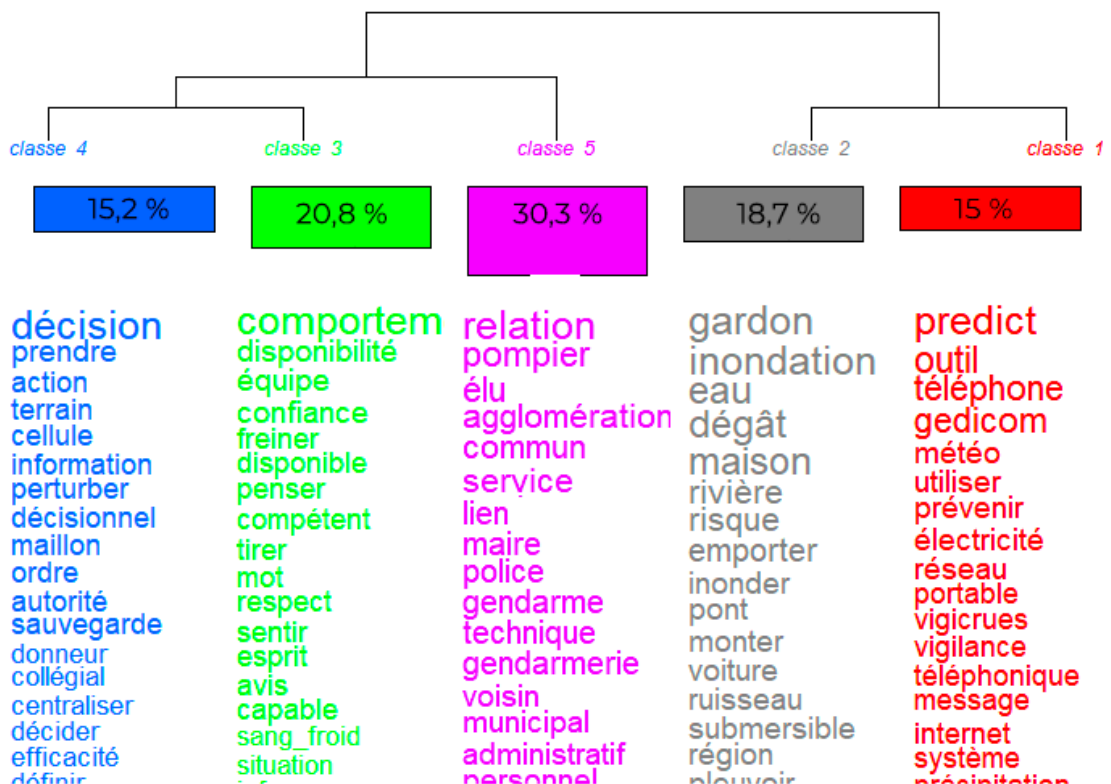 classe 4 classe 3 classe 5 classe 2 classe 1
15,2 % 20,8 % 30,3 % 18,7 % 15 %
décision
prendre
action
terrain
cellule
information
perturber
décisionnel
maillon
ordre
autorité
sauvegarde
donneur
collégial
centraliser
décider
efficacité
définir
comportem
disponibilité
équipe
confiance
freiner
disponible
penser
compétent
tirer
mot
respect
sentir
esprit
avis
capable
sang_froid
situation
relation
pompier
élu
agglomération
commun
service
lien
maire
police
gendarme
technique
gendarmerie
voisin
municipal
administratif
personnel
gardon
inondation
eau
dégât
maison
rivière
risque
emporter
inonder
pont
monter
voiture
ruisseau
submersible
région
pleuvoir
predict
outil
téléphone
gedicom
météo
utiliser
prévenir
électricité
réseau
portable
vigicrues
vigilance
téléphonique
message
internet
système
précipitation